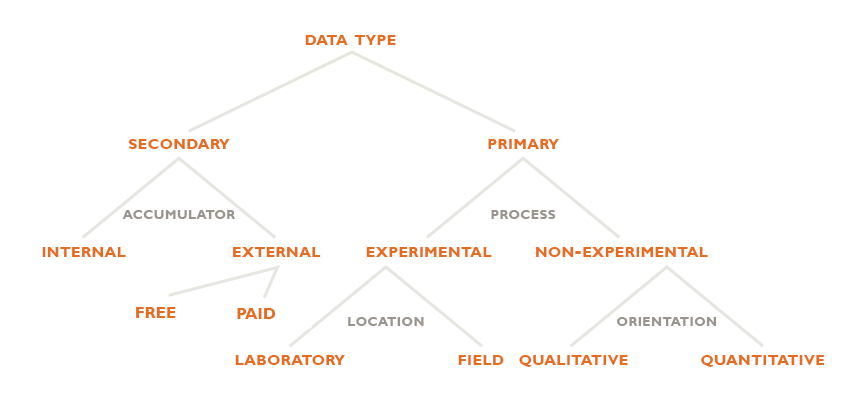 DATA TYPE
SECONDARY
PRIMARY
ACCUMULATOR
PROCESS
INTERNAL
EXTERNAL
EXPERIMENTAL
NON-EXPERIMENTAL
FREE
PAID
LOCATION
ORIENTATION
LABORATORY
FIELD
QUALITATIVE
QUANTITATIVE